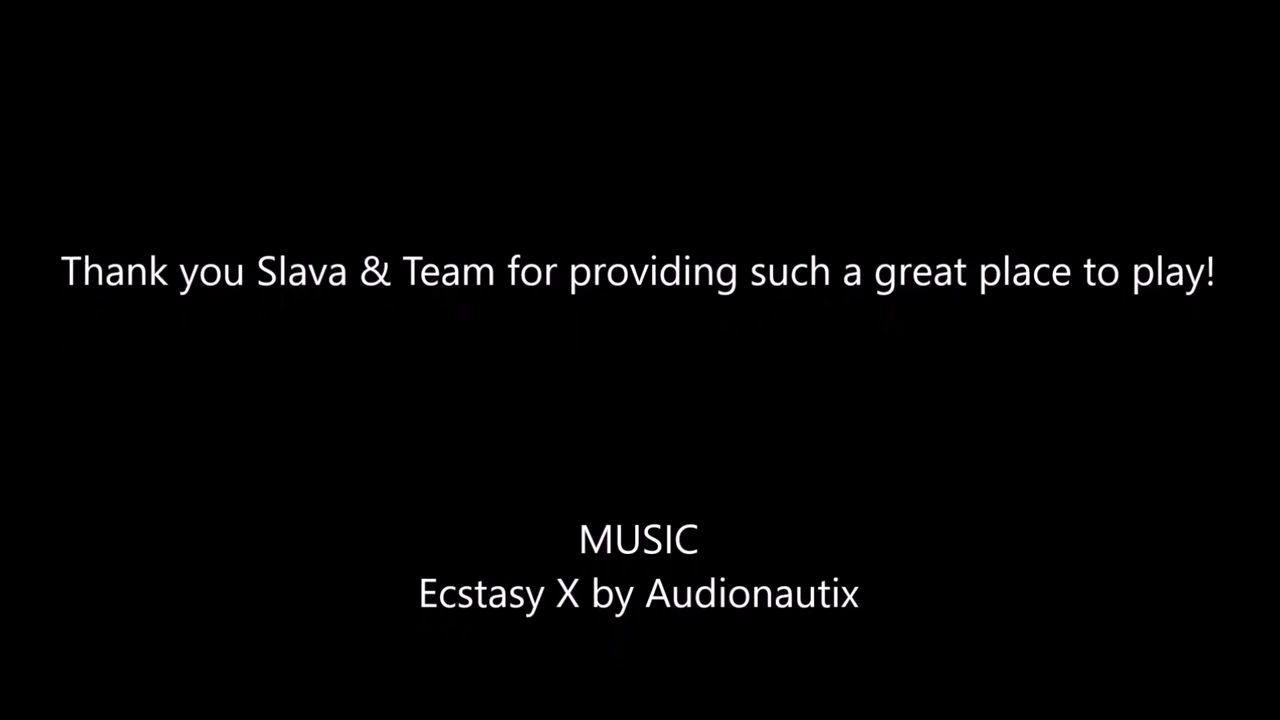 Thank you Slava & Team for providing such a great place to play!
MUSIC
Ecstasy X by Audionautix